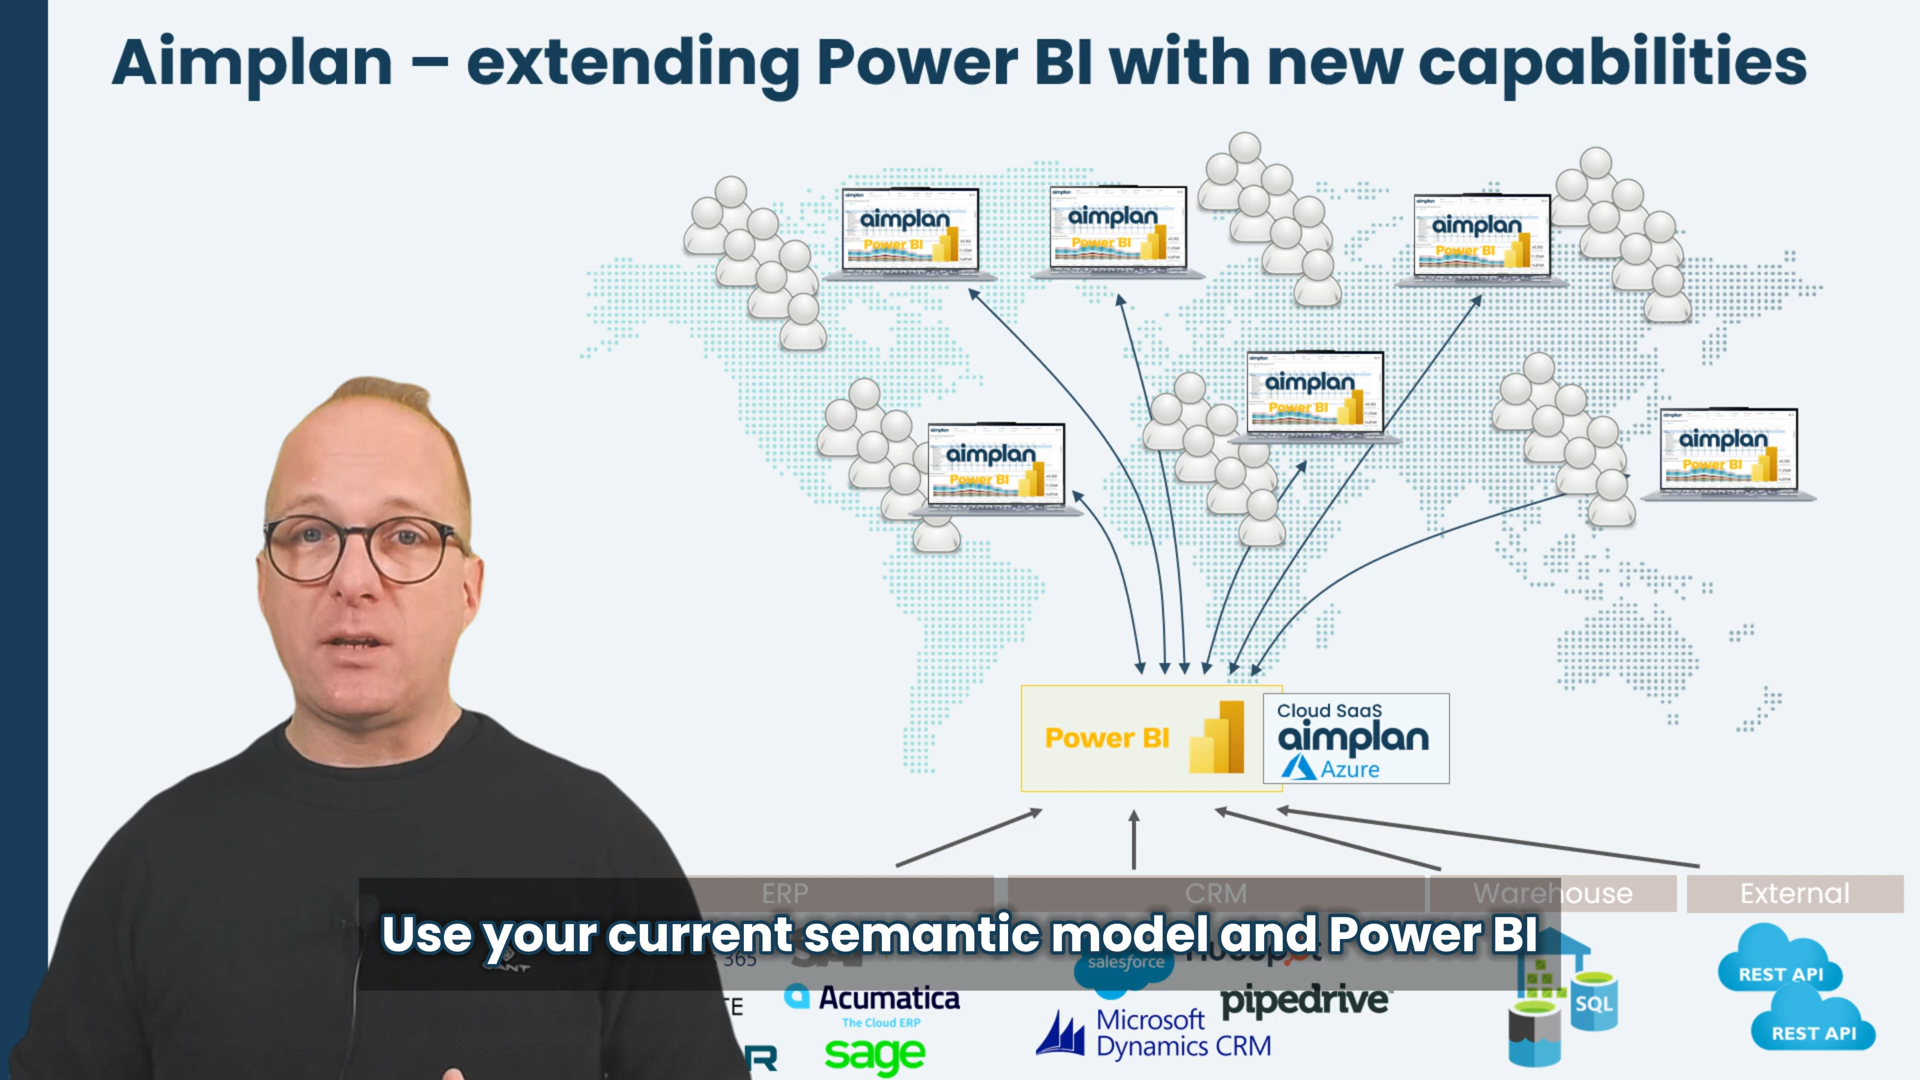 Aimplan – extending Power BI with new capabilities
aimplan
Power BI
aimplan
Power BI
aimplan
Power BI
aimplan
Power BI
aimplan
Power BI
aimplan
Power BI
Power BI
Cloud SaaS
aimplan
Azure
ERP
CRM
Warehouse
External
Use your current semantic model and Power BI
365
salesforce
REST API
Acumatica
The Cloud ERP
pipedrive
SQL
Microsoft
Dynamics CRM
REST API
sage